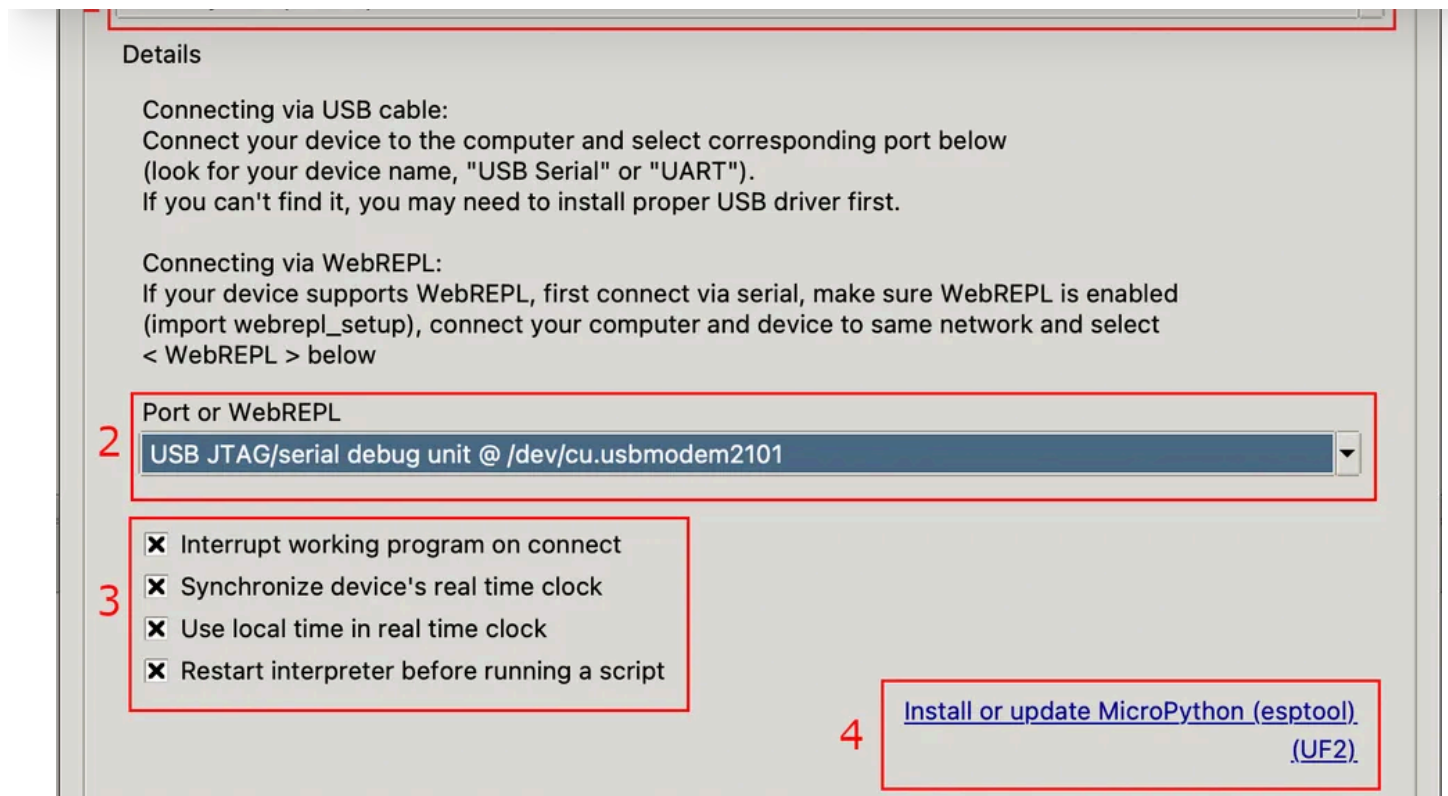 Details
Connecting via USB cable:
Connect your device to the computer and select corresponding port below
(look for your device name, "USB Serial" or "UART").
If you can't find it, you may need to install proper USB driver first.
Connecting via WebREPL:
If your device supports WebREPL, first connect via serial, make sure WebREPL is enabled
(import webrepl_setup), connect your computer and device to same network and select
< WebREPL > below
Port or WebREPL
2
USB JTAG/serial debug unit @ /dev/cu.usbmodem2101
Interrupt working program on connect
Synchronize device's real time clock
3
Use local time in real time clock
Restart interpreter before running a script
Install or update MicroPython (esptool)
4
(UF2)